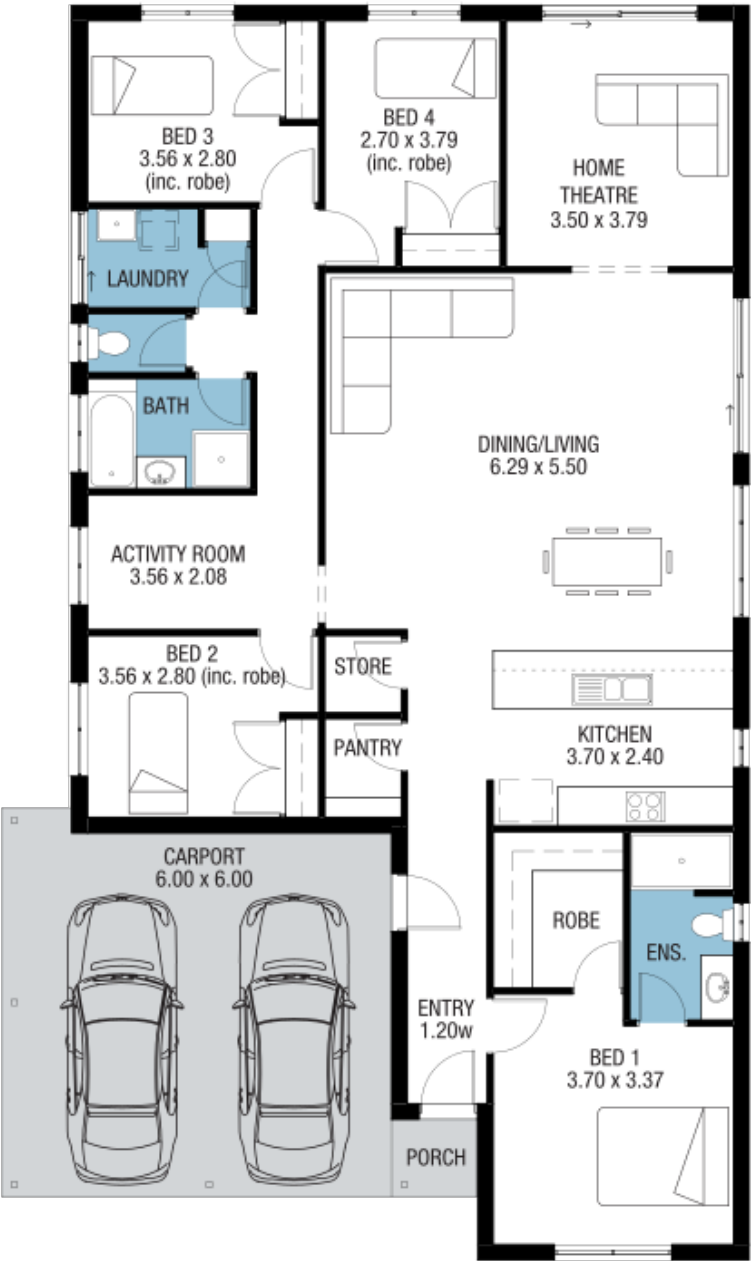 BED 3
3.56 x 2.80
(inc. robe)
BED 4
2.70 x 3.79
(inc. robe)
HOME
THEATRE
3.50 x 3.79
LAUNDRY
BATH
DINING/LIVING
6.29 x 5.50
ACTIVITY ROOM
3.56 x 2.08
BED 2
3.56 x 2.80 (inc. robe)
STORE
PANTRY
KITCHEN
3.70 x 2.40
CARPORT
6.00 x 6.00
ROBE
ENS.
ENTRY
1.20w
BED 1
3.70 x 3.37
PORCH